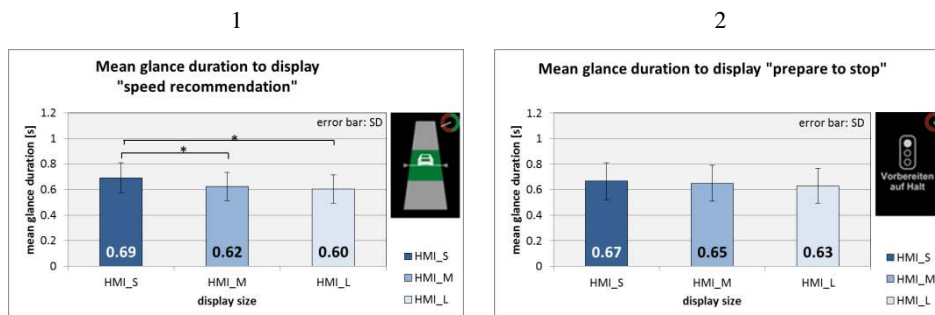 1
Mean glance duration to display
"speed recommendation"
mean glance duration [s]
1.2
1
0.8
0.6
0.4
0.2
0
error bar: SD
*
*
0.69
0.62
0.60
HMI_S
HMI_M
HMI_L
display size
HMI_S
HMI_M
HMI_L
2
Mean glance duration to display "prepare to stop"
mean glance duration [s]
1.2
1
0.8
0.6
0.4
0.2
0
error bar: SD
0.67
0.65
0.63
HMI_S
HMI_M
HMI_L
display size
Vorbereiten
auf Halt
HMI_S
HMI_M
HMI_L